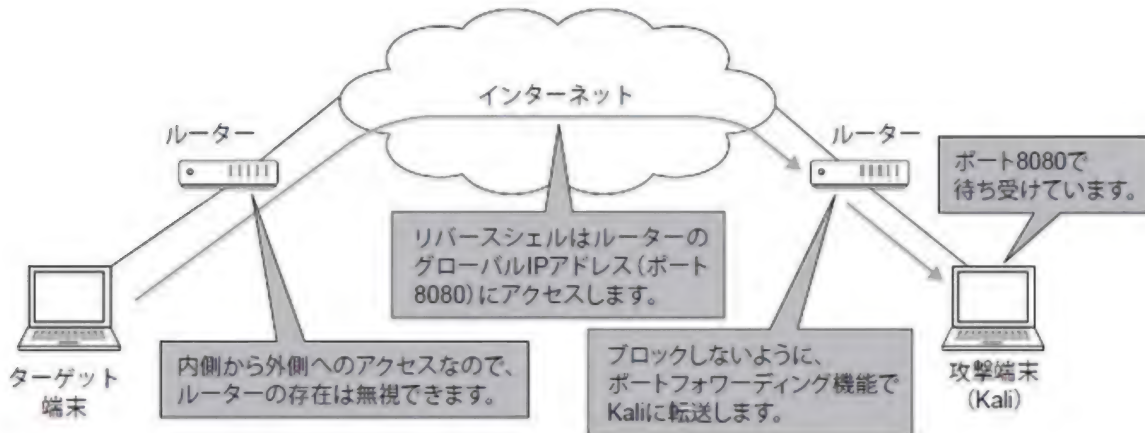 インターネット
ルーター
ルーター
ポート8080で
待ち受けています。
リバースシェルはルーターの
グローバルIPアドレス（ポート
8080）にアクセスします。
内側から外側へのアクセスなので、
ルーターの存在は無視できます。
ブロックしないように、
ポートフォワーディング機能で
Kaliに転送します。
ターゲット
端末
攻撃端末
（Kali）